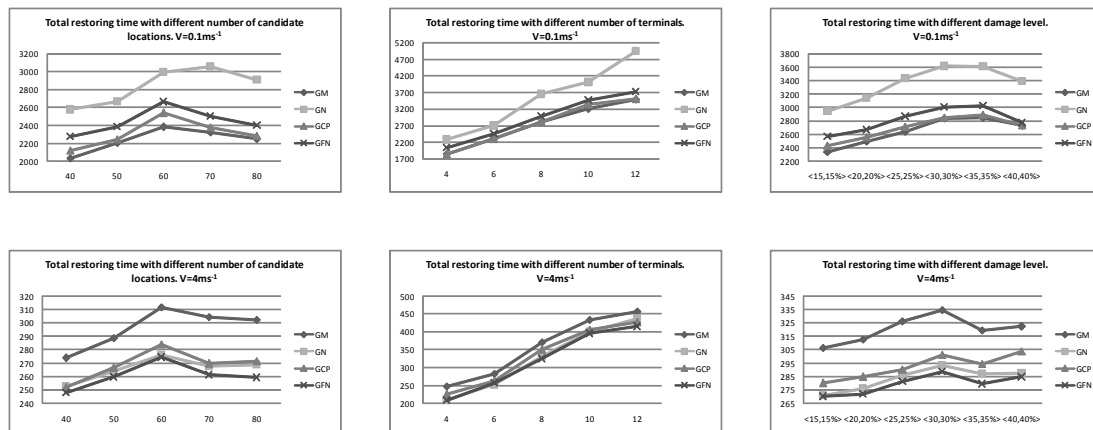 Total restoring time with different number of candidate
locations. V=0.1ms⁻¹
3200
3000
2800
2600
2400
2200
2000
40 50 60 70 80
GM
GN
GCP
GFN
Total restoring time with different number of terminals.
V=0.1ms⁻¹
5200
4700
4200
3700
3200
2700
2200
1700
4 6 8 10 12
GM
GN
GCP
GFN
Total restoring time with different damage level.
V=0.1ms⁻¹
3800
3600
3400
3200
3000
2800
2600
2400
2200
<15,15%> <20,20%> <25,25%> <30,30%> <35,35%> <40,40%>
GM
GN
GCP
GFN
Total restoring time with different number of candidate
locations. V=4ms⁻¹
320
310
300
290
280
270
260
250
240
40 50 60 70 80
GM
GN
GCP
GFN
Total restoring time with different number of terminals.
V=4ms⁻¹
500
450
400
350
300
250
200
4 6 8 10 12
GM
GN
GCP
GFN
Total restoring time with different damage level.
V=4ms⁻¹
345
335
325
315
305
295
285
275
265
<15,15%> <20,20%> <25,25%> <30,30%> <35,35%> <40,40%>
GM
GN
GCP
GFN